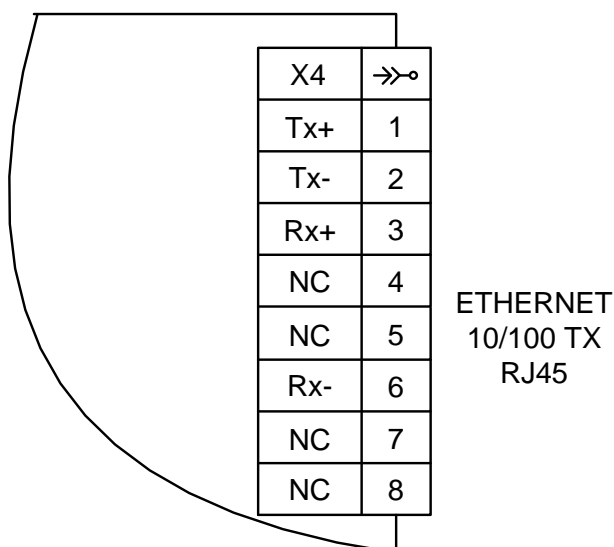 X4
Tx+ 1
Tx- 2
Rx+ 3
NC 4
NC 5
Rx- 6
NC 7
NC 8
ETHERNET
10/100 TX
RJ45